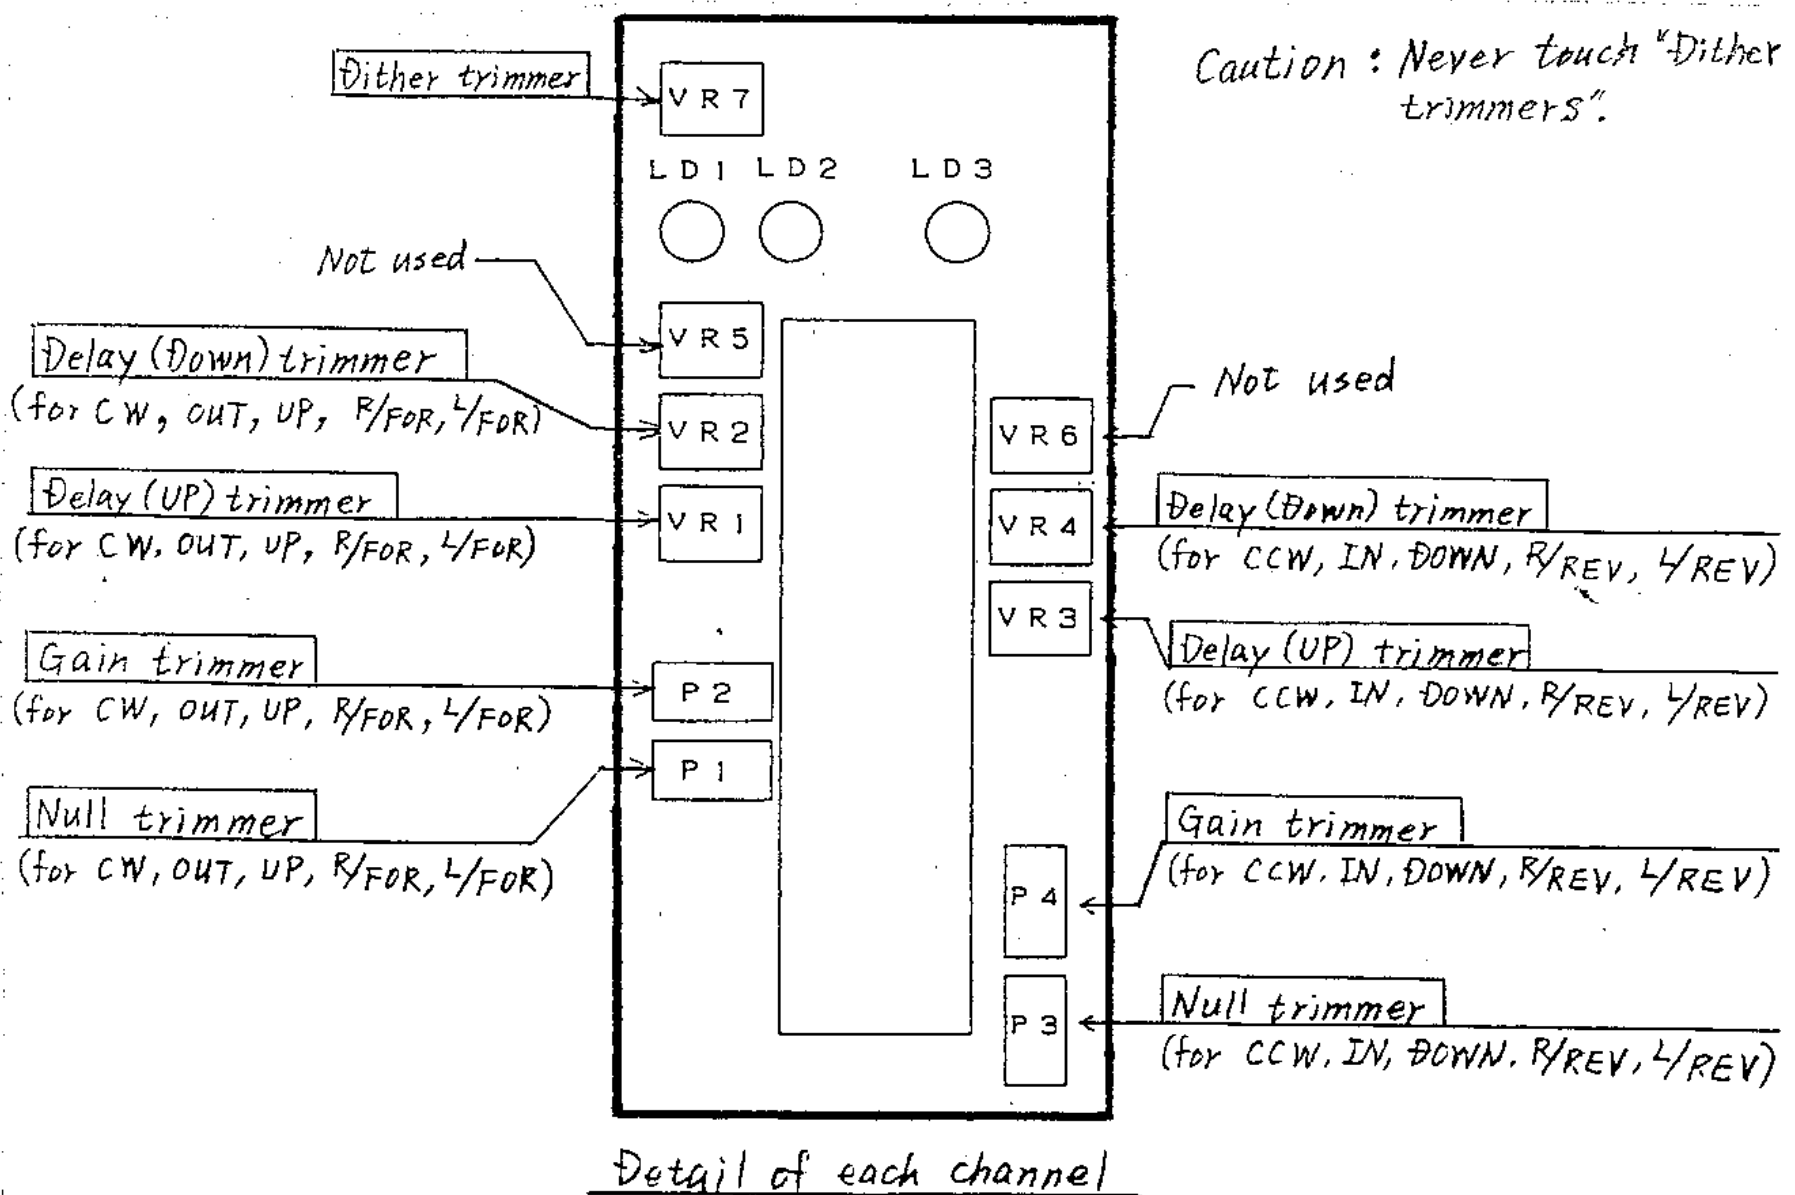 Dither trimmer
VR7
Caution : Never touch "Dither
trimmers".
LD1 LD2 LD3
Not used
VR5
Delay (Down) trimmer
(for CW, OUT, UP, R/FOR, L/FOR)
VR2
Not used
VR6
Delay (UP) trimmer
(for CW, OUT, UP, R/FOR, L/FOR)
VR1
VR4
Delay (Down) trimmer
(for CCW, IN, DOWN, R/REV, L/REV)
VR3
Delay (UP) trimmer
(for CCW, IN, DOWN, R/REV, L/REV)
Gain trimmer
(for CW, OUT, UP, R/FOR, L/FOR)
P2
P1
Null trimmer
(for CW, OUT, UP, R/FOR, L/FOR)
Gain trimmer
(for CCW, IN, DOWN, R/REV, L/REV)
P4
Null trimmer
(for CCW, IN, DOWN, R/REV, L/REV)
P3
Detail of each channel